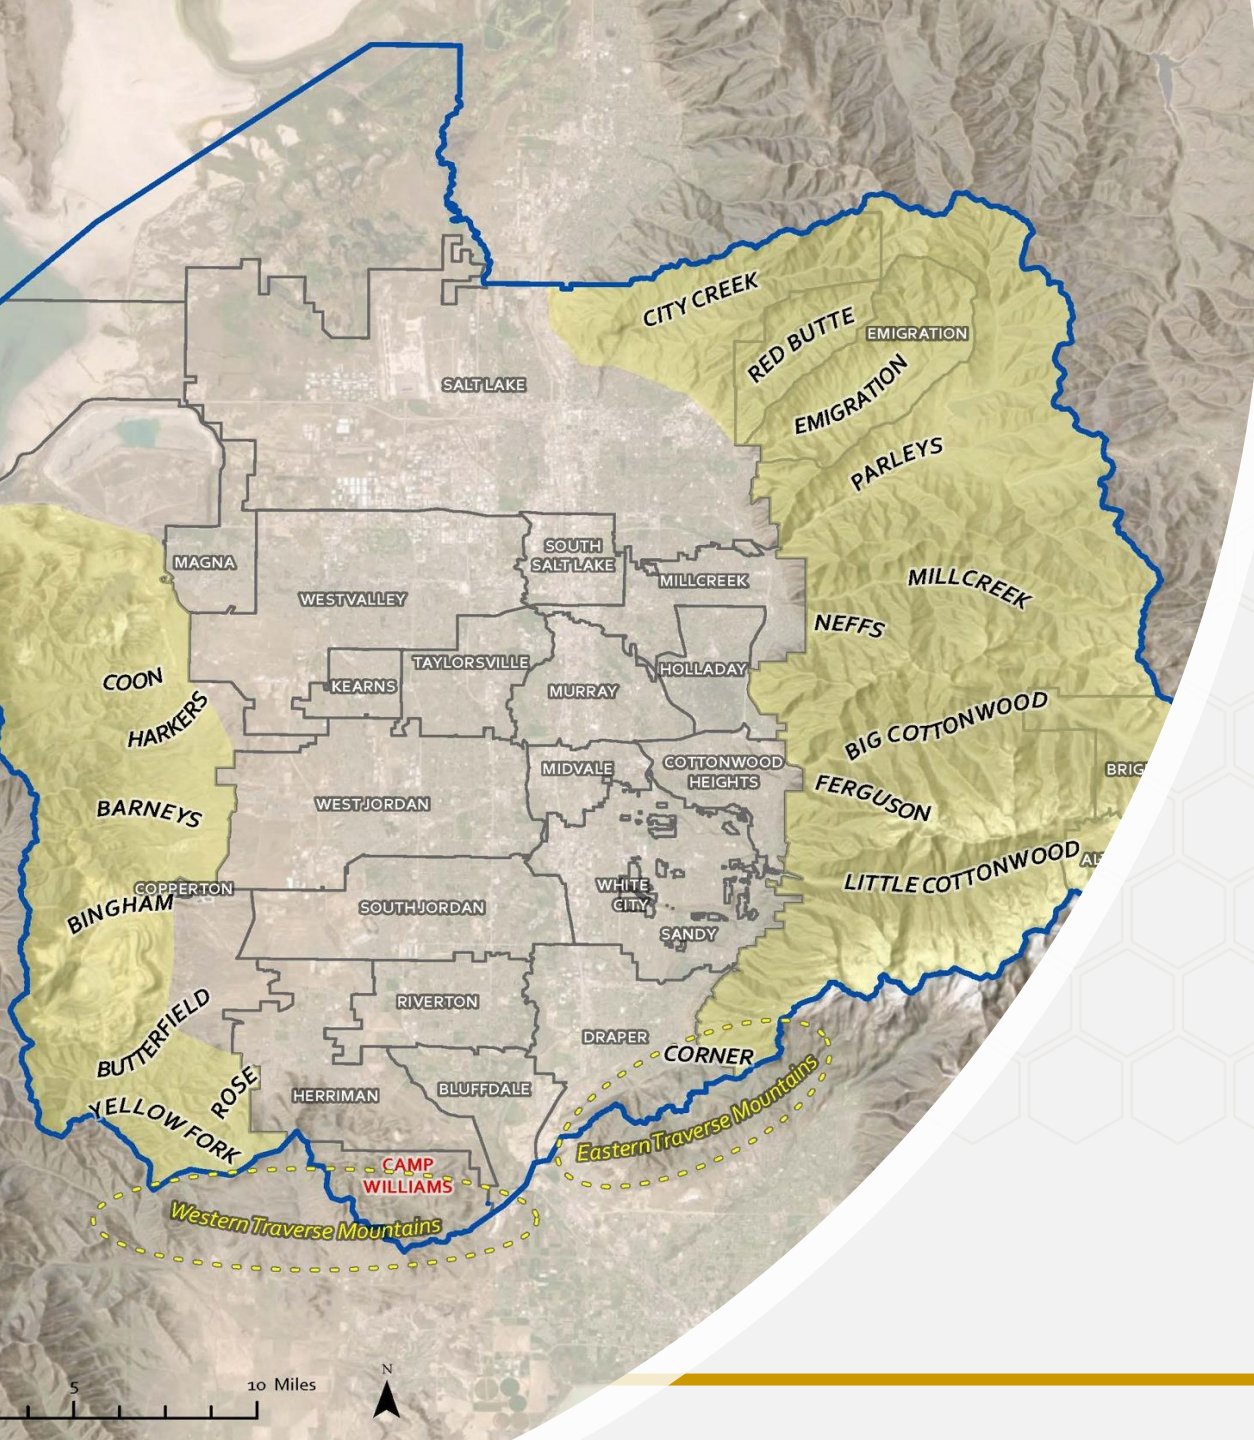 CITY CREEK
RED BUTTE
EMIGRATION
EMIGRATION
SALT LAKE
PARLEYS
SOUTH
SALT LAKE
MAGNA
MILLCREEK
MILLCREEK
WEST VALLEY
NEFFS
TAYLORSVILLE
HOLLADAY
COON
KEARNS
MURRAY
HARKERS
BIG COTTONWOOD
MIDVALE
COTTONWOOD
HEIGHTS
BRIG
FERGUSON
WEST JORDAN
BARNEYS
LITTLE COTTONWOOD
AL
COPPERTON
WHITE
CITY
BINGHAM
SOUTH JORDAN
SANDY
RIVERTON
BUTTERFIELD
DRAPER
CORNER
ROSE
HERRIMAN
BLUFFDALE
YELLOW FORK
Eastern Traverse Mountains
CAMP
WILLIAMS
Western Traverse Mountains
N
5
10 Miles